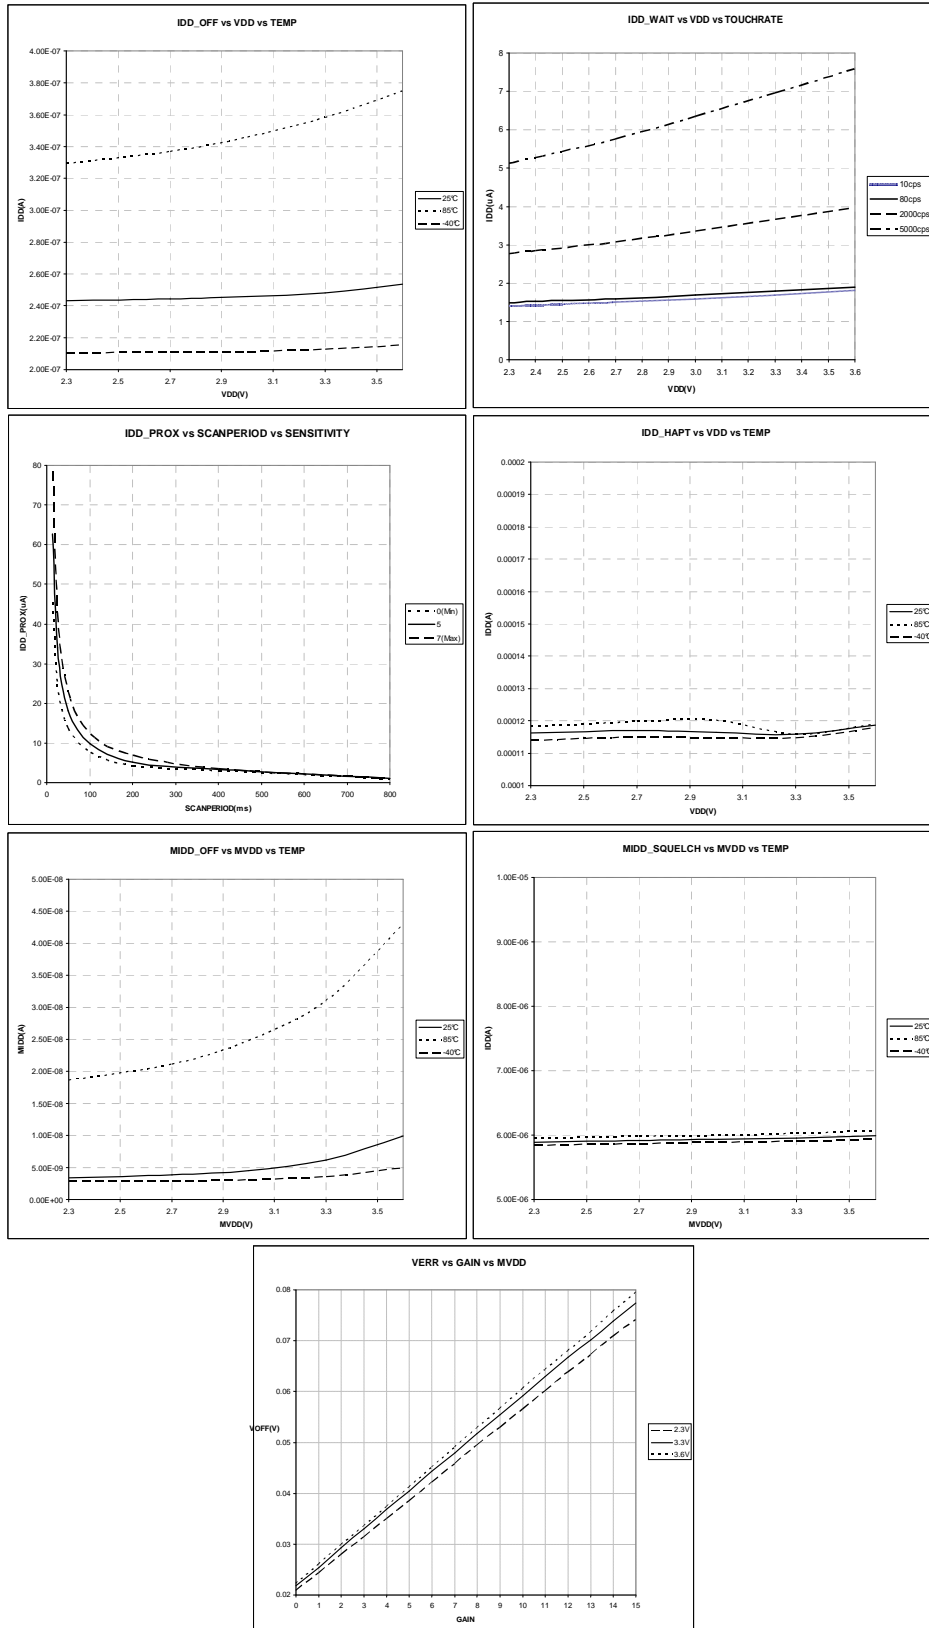 IDD_OFF vs VDD vs TEMP
4.00E-07
3.80E-07
3.60E-07
3.40E-07
3.20E-07
3.00E-07
2.80E-07
2.60E-07
2.40E-07
2.20E-07
2.00E-07
IDD(A)
2.3 2.5 2.7 2.9 3.1 3.3 3.5
VDD(V)
25℃
85℃
-40℃
IDD_WAIT vs VDD vs TOUCHRATE
8
7
6
5
4
3
2
1
0
IDD(uA)
2.3 2.4 2.5 2.6 2.7 2.8 2.9 3.0 3.1 3.2 3.3 3.4 3.5 3.6
VDD(V)
10cps
80cps
2000cps
5000cps
IDD_PROX vs SCANPERIOD vs SENSITIVITY
80
70
60
50
40
30
20
10
0
IDD_PROX(uA)
0 100 200 300 400 500 600 700 800
SCANPERIOD(ms)
0(Min)
5
7(Max)
IDD_HAPT vs VDD vs TEMP
0.0002
0.00019
0.00018
0.00017
0.00016
0.00015
0.00014
0.00013
0.00012
0.00011
0.0001
IDD(A)
2.3 2.5 2.7 2.9 3.1 3.3 3.5
VDD(V)
25℃
85℃
-40℃
MIDD_OFF vs MVDD vs TEMP
5.00E-08
4.50E-08
4.00E-08
3.50E-08
3.00E-08
2.50E-08
2.00E-08
1.50E-08
1.00E-08
5.00E-09
0.00E+00
MIDD(A)
2.3 2.5 2.7 2.9 3.1 3.3 3.5
MVDD(V)
25℃
85℃
-40℃
MIDD_SQUELCH vs MVDD vs TEMP
1.00E-05
9.00E-06
8.00E-06
7.00E-06
6.00E-06
5.00E-06
IDD(A)
2.3 2.5 2.7 2.9 3.1 3.3 3.5
MVDD(V)
25℃
85℃
-40℃
VERR vs GAIN vs MVDD
0.08
0.07
0.06
0.05
0.04
0.03
0.02
VOFF(V)
0 1 2 3 4 5 6 7 8 9 10 11 12 13 14 15
GAIN
2.3V
3.3V
3.6V